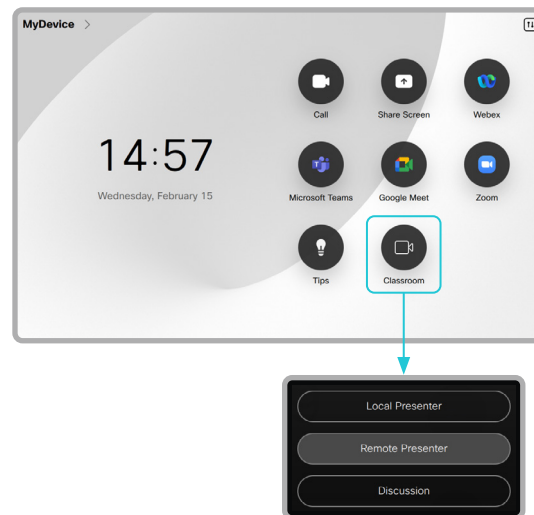 MyDevice
Call
Share Screen
Webex
14:57
Wednesday, February 15
Microsoft Teams
Google Meet
Zoom
Tips
Classroom
Local Presenter
Remote Presenter
Discussion